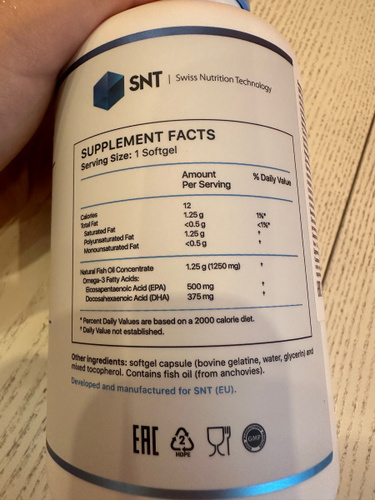 SNT | Swiss Nutrition Technology
SUPPLEMENT FACTS
Serving Size: 1 Softgel
Amount Per Serving % Daily Value
Calories 12
Total Fat 1.25 g 1%*
Saturated Fat <0.5 g <1%*
Polyunsaturated Fat 1.25 g †
Monounsaturated Fat <0.5 g †
Natural Fish Oil Concentrate 1.25 g (1250 mg) †
Omega-3 Fatty Acids:
Eicosapentaenoic Acid (EPA) 500 mg †
Docosahexaenoic Acid (DHA) 375 mg †
* Percent Daily Values are based on a 2000 calorie diet.
† Daily Value not established.
Other ingredients: softgel capsule (bovine gelatine, water, glycerin) and
mixed tocopherol. Contains fish oil (from anchovies).
Developed and manufactured for SNT (EU).
EAC 2 HDPE GMP